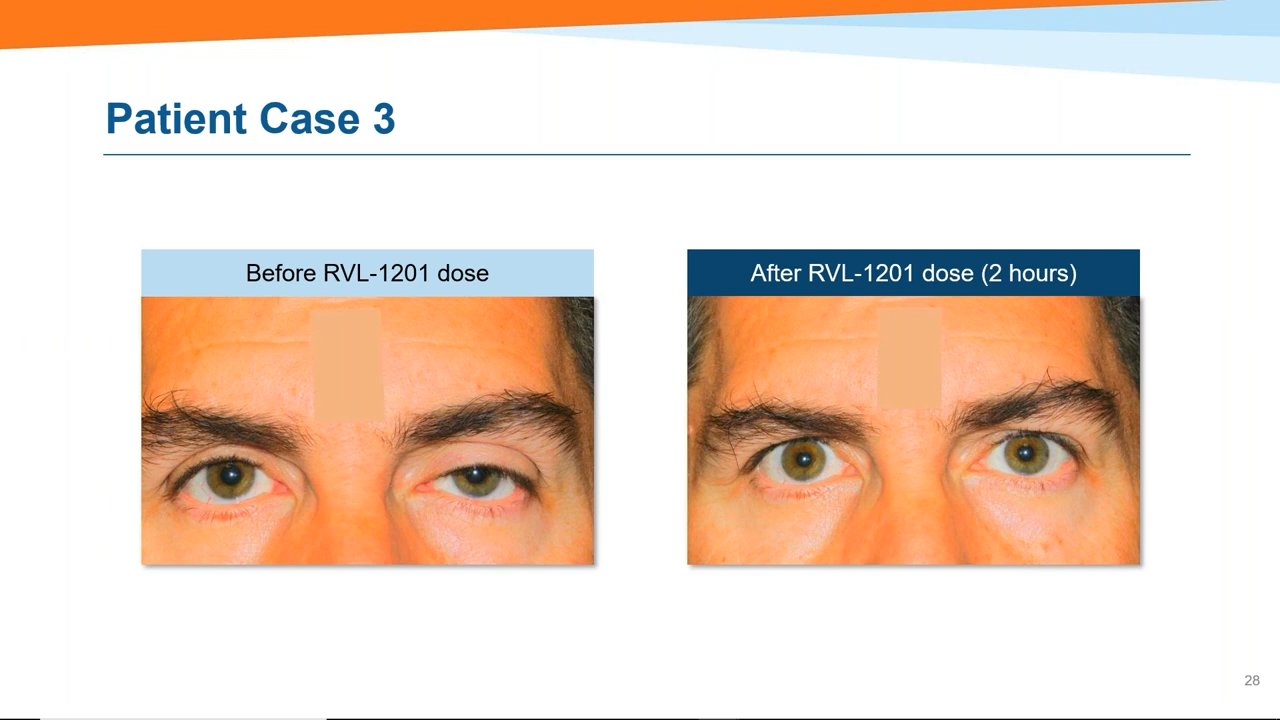 Patient Case 3
Before RVL-1201 dose
After RVL-1201 dose (2 hours)
28